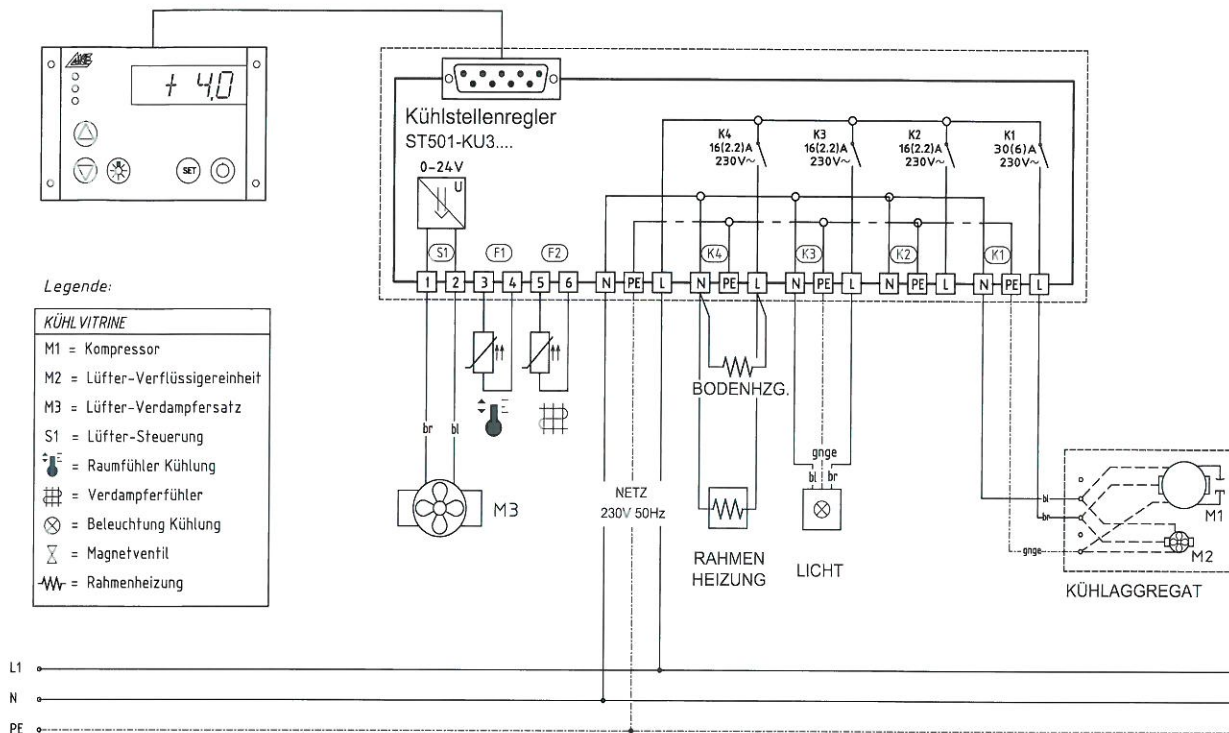 + 4,0
SET
Kühlstellenregler
ST501-KU3....
0-24V
U
K4
16(2.2)A
230V~
K3
16(2.2)A
230V~
K2
16(2.2)A
230V~
K1
30(6)A
230V~
S1
F1
F2
K4
K3
K2
K1
1 2 3 4 5 6 N PE L N PE L N PE L N PE L N PE L
Legende:
KÜHLVITRINE
M1 = Kompressor
M2 = Lüfter-Verflüssigereinheit
M3 = Lüfter-Verdampfersatz
S1 = Lüfter-Steuerung
= Raumfühler Kühlung
= Verdampferfühler
= Beleuchtung Kühlung
= Magnetventil
= Rahmenheizung
BODENHZG.
br
bl
M3
NETZ
230V 50Hz
RAHMEN
HEIZUNG
gnge
bl
br
LICHT
bl
br
gnge
M1
M2
KÜHLAGGREGAT
L1
N
PE